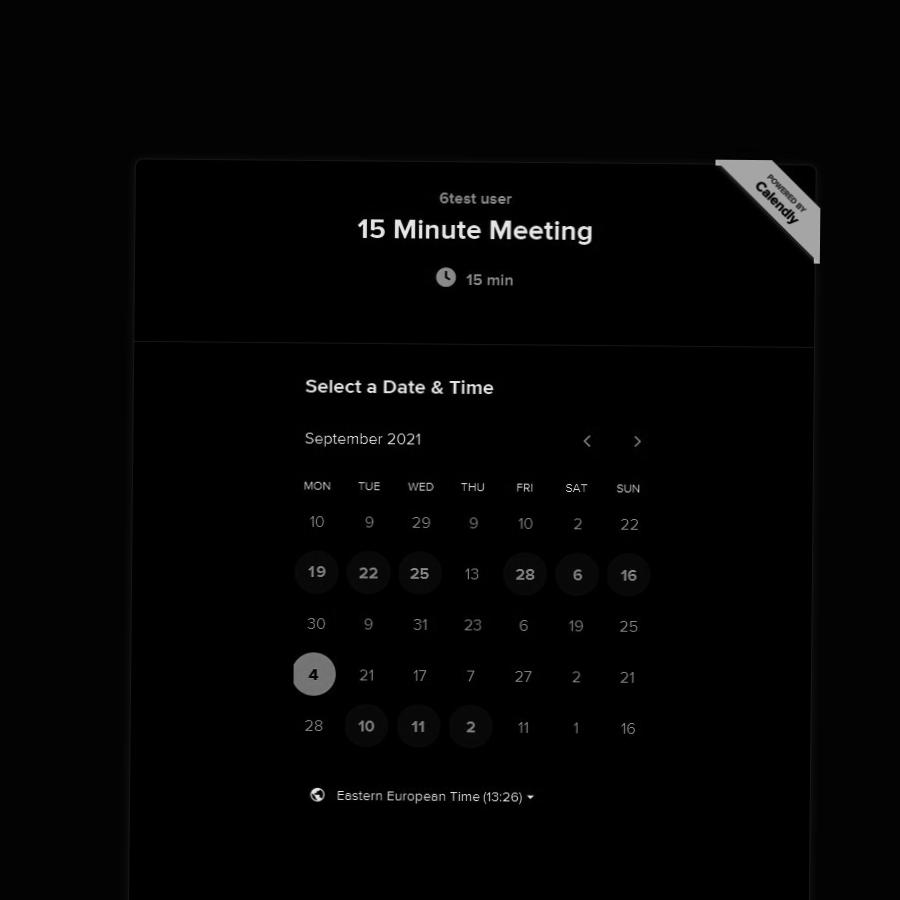 POWERED BY
Calendly
6test user
15 Minute Meeting
15 min
Select a Date & Time
September 2021
MON TUE WED THU FRI SAT SUN
10 9 29 9 10 2 22
19 22 25 13 28 6 16
30 9 31 23 6 19 25
4 21 17 7 27 2 21
28 10 11 2 11 1 16
Eastern European Time (13:26)